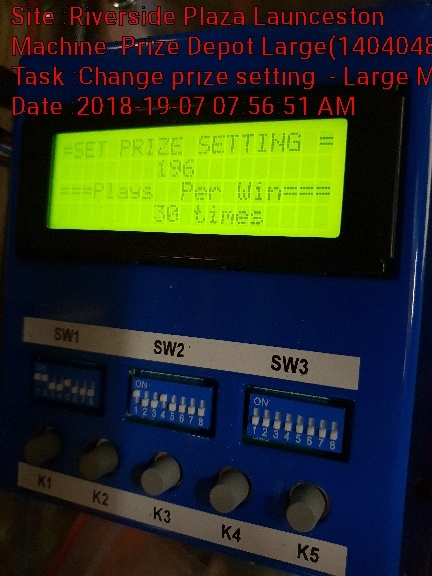 Site :Riverside Plaza Launceston
Machine :Prize Depot Large(1404048
Task :Change prize setting - Large M
Date :2018-19-07 07:56:51 AM
=SET PRIZE SETTING =
196
===Plays Per Win===
30 times
SW1
SW2
SW3
ON
ON
1 2 3 4 5 6 7 8
ON
1 2 3 4 5 6 7 8
K1
K2
K3
K4
K5